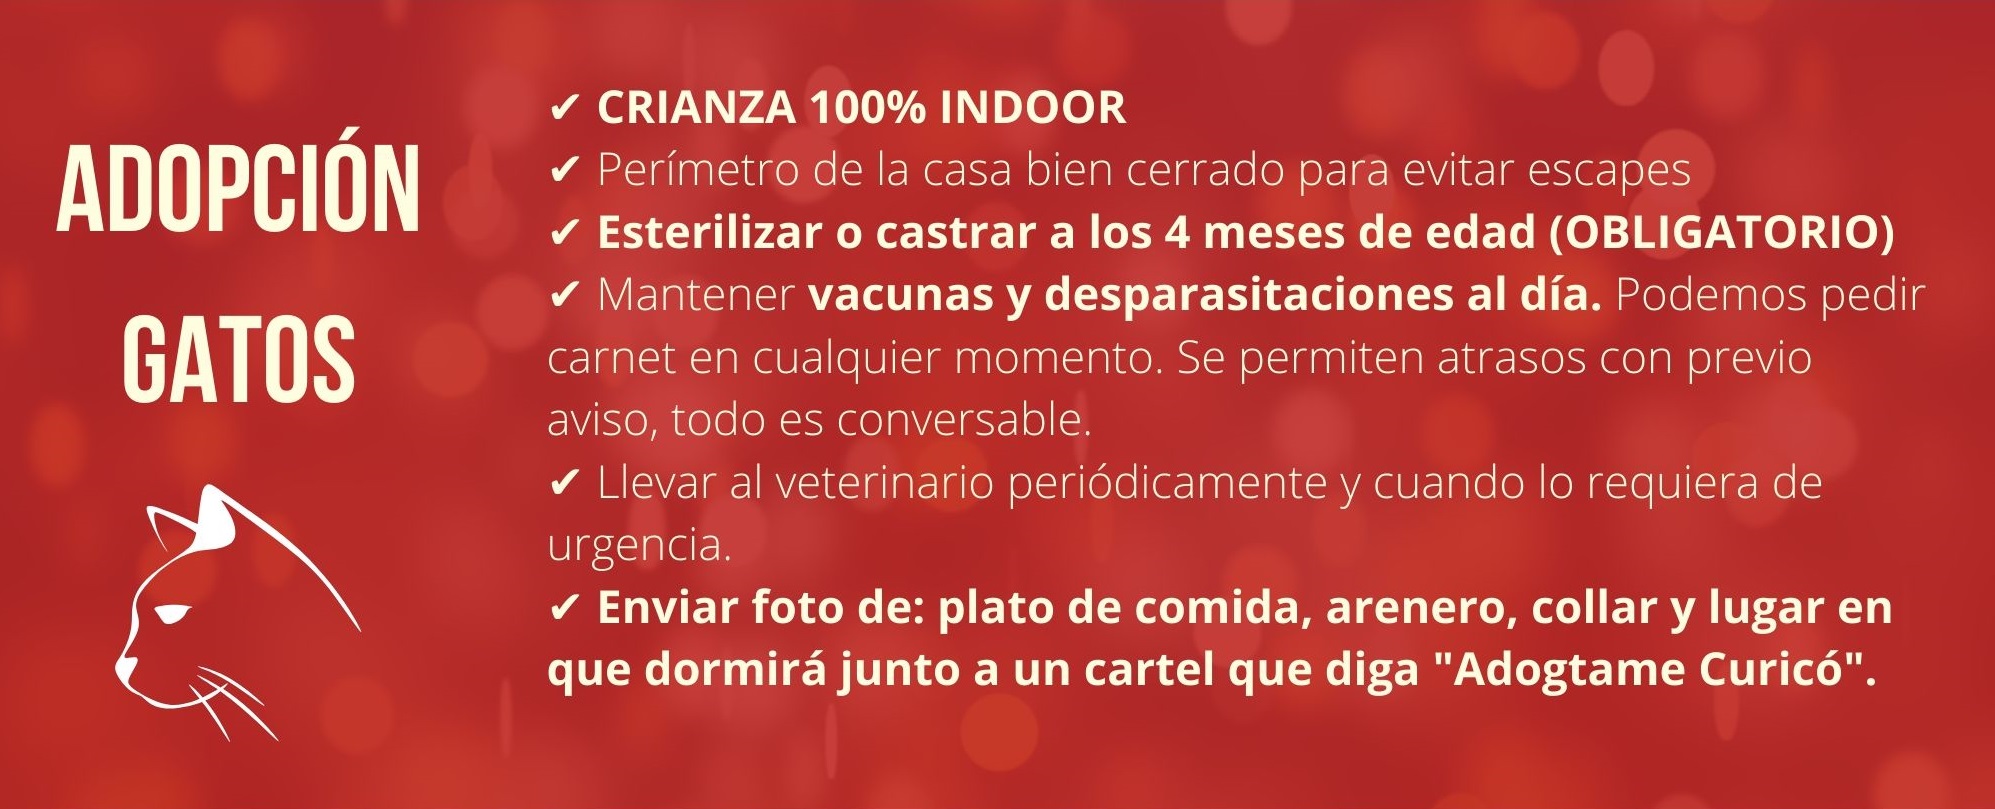 ADOPCIÓN
GATOS
✔ CRIANZA 100% INDOOR
✔ Perímetro de la casa bien cerrado para evitar escapes
✔ Esterilizar o castrar a los 4 meses de edad (OBLIGATORIO)
✔ Mantener vacunas y desparasitaciones al día. Podemos pedir
carnet en cualquier momento. Se permiten atrasos con previo
aviso, todo es conversable.
✔ Llevar al veterinario periódicamente y cuando lo requiera de
urgencia.
✔ Enviar foto de: plato de comida, arenero, collar y lugar en
que dormirá junto a un cartel que diga "Adogtame Curicó".